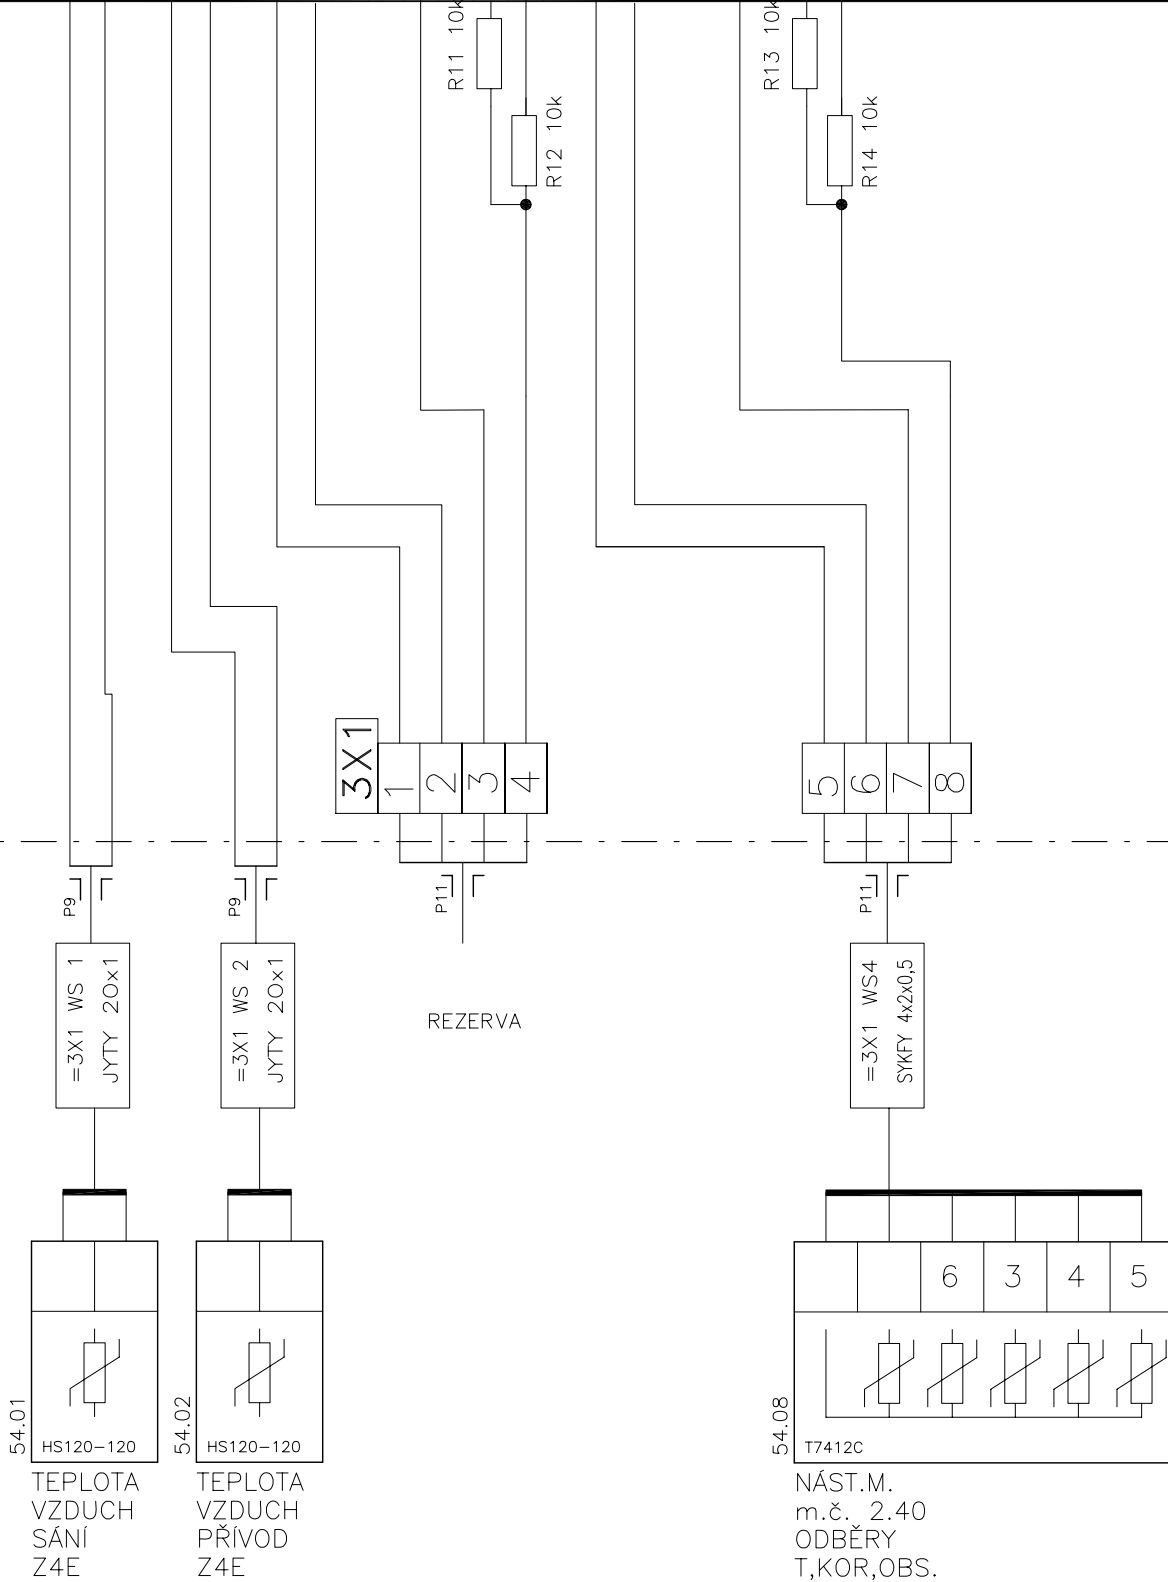 R11 10k
R12 10k
R13 10k
R14 10k
3X1
1
2
3
4
5
6
7
8
P9
P9
P11
P11
=3X1 WS 1
JYTY 2Ox1
=3X1 WS 2
JYTY 2Ox1
REZERVA
=3X1 WS4
SYKFY 4x2x0,5
6
3
4
5
54.01
HS120-120
TEPLOTA
VZDUCH
SÁNÍ
Z4E
54.02
HS120-120
TEPLOTA
VZDUCH
PŘÍVOD
Z4E
54.08
T7412C
NÁST.M.
m.č. 2.40
ODBĚRY
T,KOR,OBS.